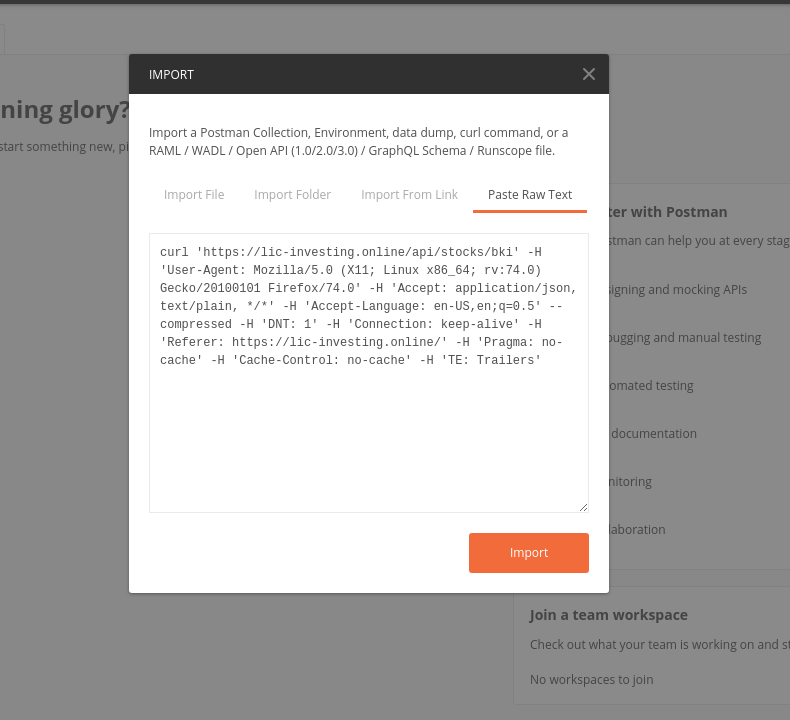 IMPORT
Import a Postman Collection, Environment, data dump, curl command, or a
RAML / WADL / Open API (1.0/2.0/3.0) / GraphQL Schema / Runscope file.
Import File Import Folder Import From Link Paste Raw Text
curl 'https://lic-investing.online/api/stocks/bki' -H
'User-Agent: Mozilla/5.0 (X11; Linux x86_64; rv:74.0)
Gecko/20100101 Firefox/74.0' -H 'Accept: application/json,
text/plain, */*' -H 'Accept-Language: en-US,en;q=0.5' --
compressed -H 'DNT: 1' -H 'Connection: keep-alive' -H
'Referer: https://lic-investing.online/' -H 'Pragma: no-
cache' -H 'Cache-Control: no-cache' -H 'TE: Trailers'
Import
ning glory?
start something new, pi
ter with Postman
stman can help you at every stag
signing and mocking APIs
bugging and manual testing
omated testing
documentation
nitoring
laboration
Join a team workspace
Check out what your team is working on and st
No workspaces to join